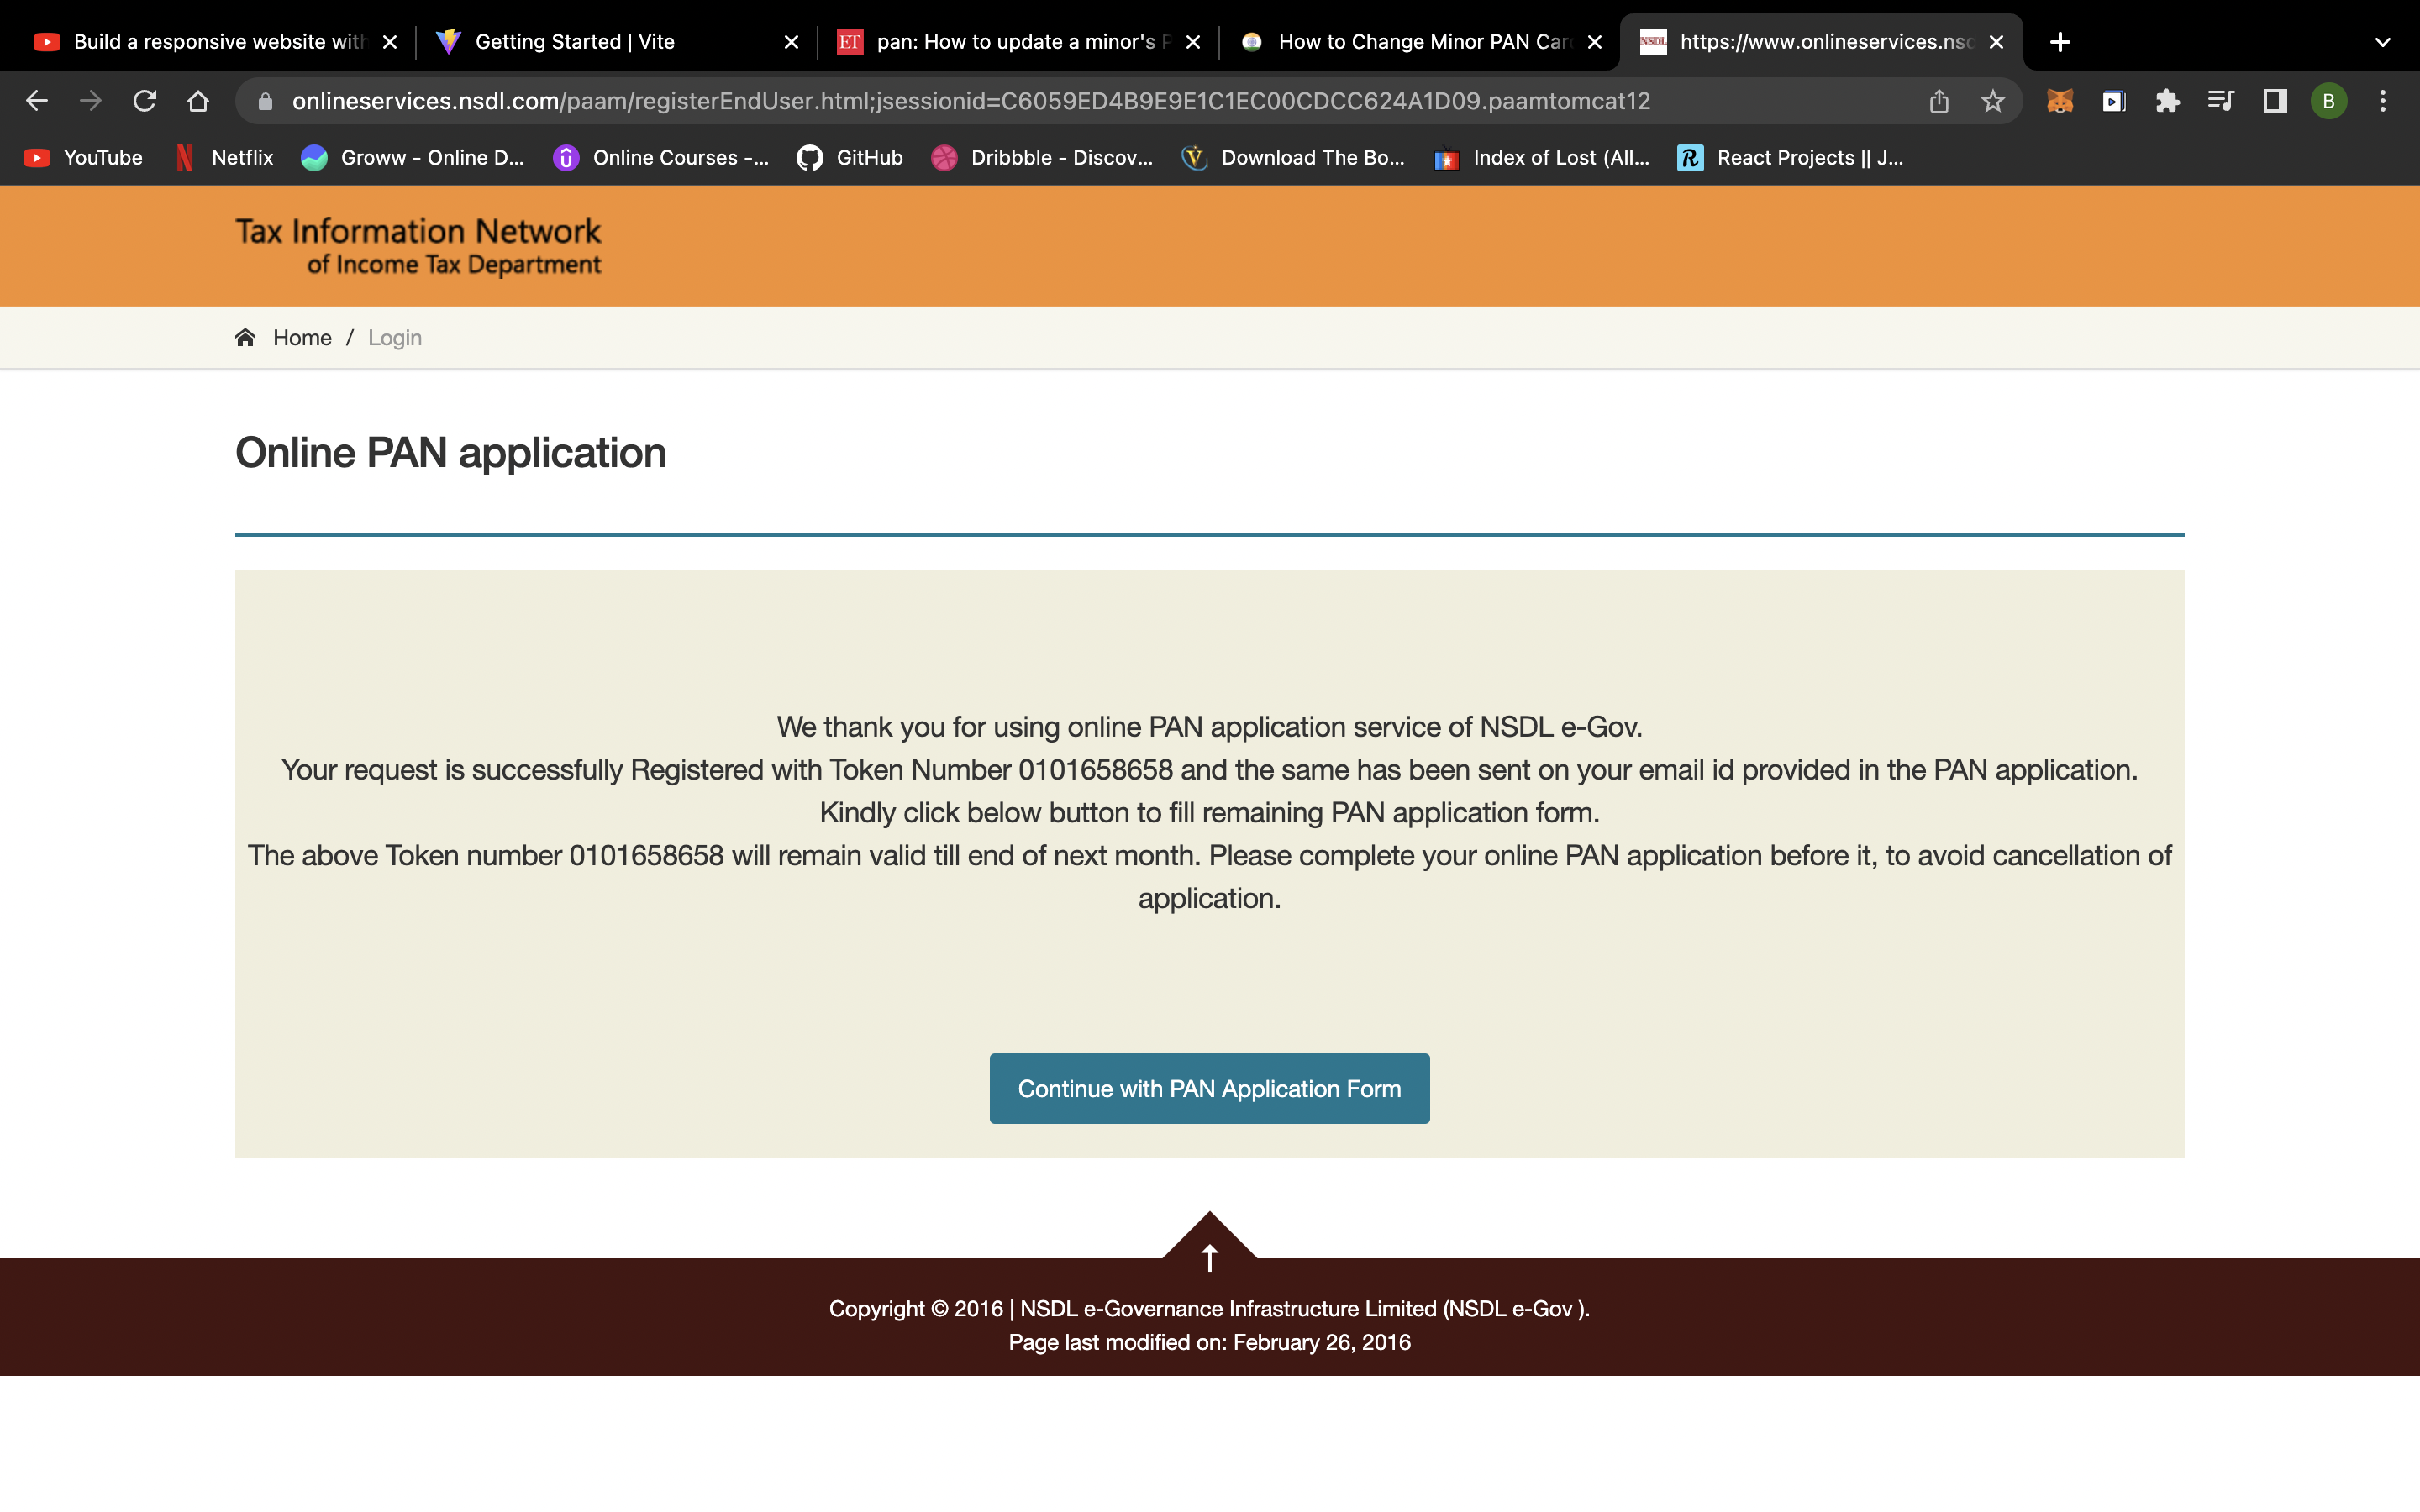 Build a responsive website with
Getting Started | Vite
ET pan: How to update a minor's P
How to Change Minor PAN Car
NSDL https://www.onlineservices.nsd
onlineservices.nsdl.com/paam/registerEndUser.html;jsessionid=C6059ED4B9E9E1C1EC00CDCC624A1D09.paamtomcat12
B
YouTube
Netflix
Groww - Online D...
Online Courses -...
GitHub
Dribbble - Discov...
Download The Bo...
Index of Lost (All...
React Projects || J...
Tax Information Network
of Income Tax Department
Home / Login
Online PAN application
We thank you for using online PAN application service of NSDL e-Gov.
Your request is successfully Registered with Token Number 0101658658 and the same has been sent on your email id provided in the PAN application.
Kindly click below button to fill remaining PAN application form.
The above Token number 0101658658 will remain valid till end of next month. Please complete your online PAN application before it, to avoid cancellation of
application.
Continue with PAN Application Form
Copyright © 2016 | NSDL e-Governance Infrastructure Limited (NSDL e-Gov ).
Page last modified on: February 26, 2016